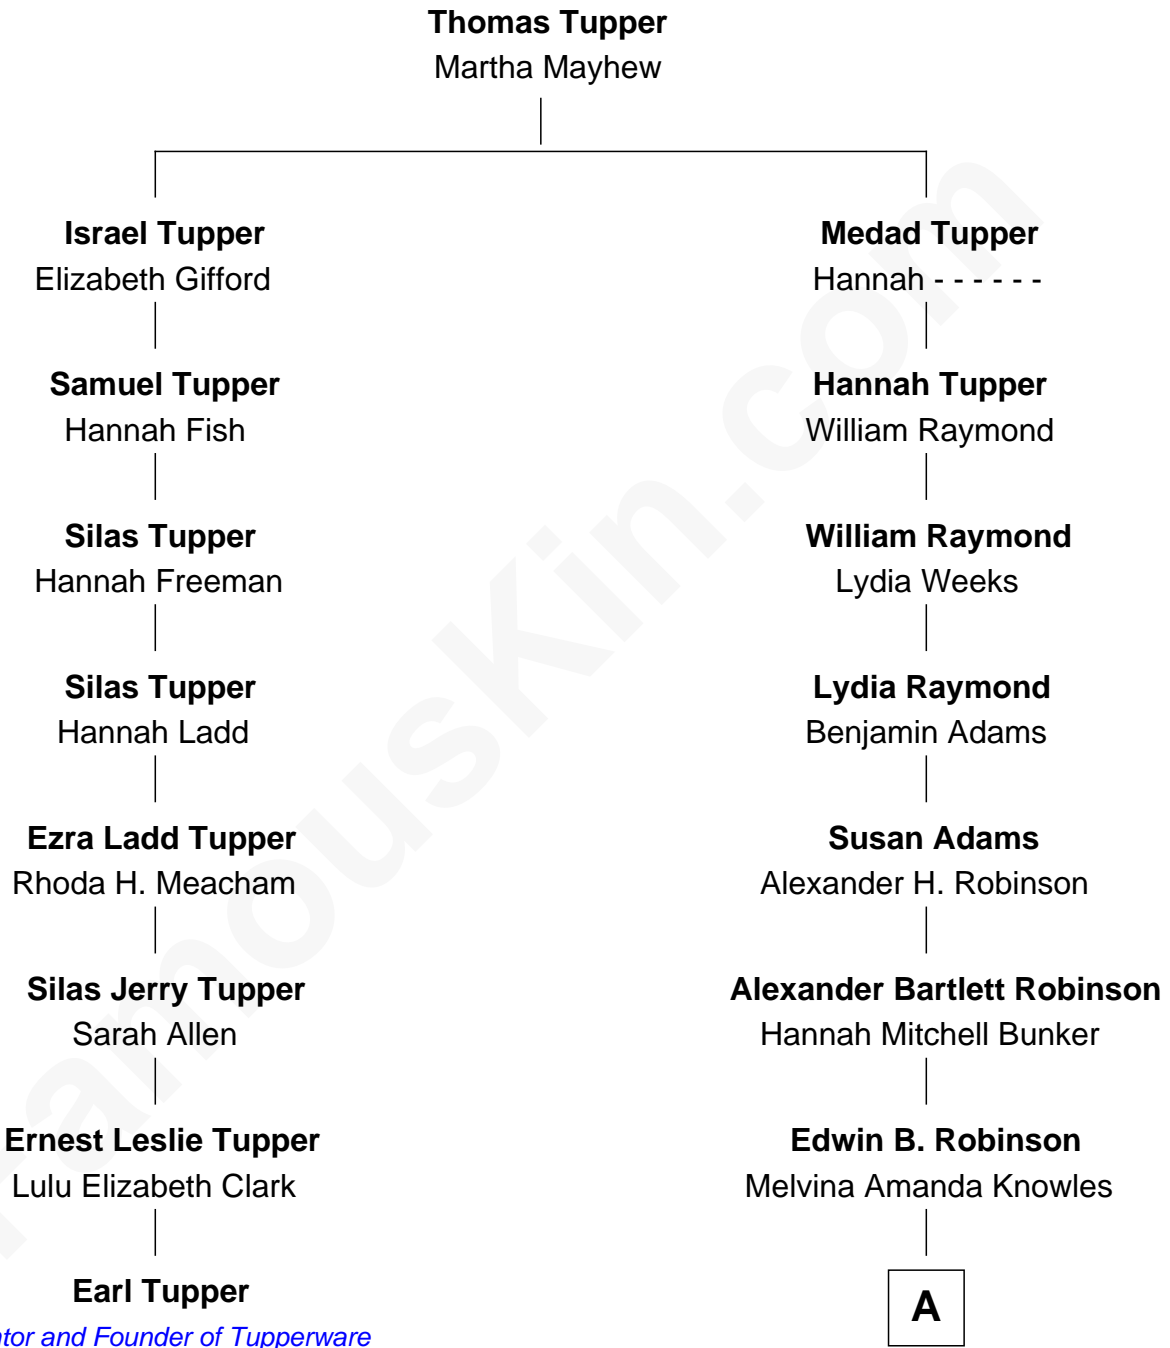 Thomas Tupper
Martha Mayhew
Israel Tupper
Elizabeth Gifford
Samuel Tupper
Hannah Fish
Silas Tupper
Hannah Freeman
Silas Tupper
Hannah Ladd
Ezra Ladd Tupper
Rhoda H. Meacham
Silas Jerry Tupper
Sarah Allen
Ernest Leslie Tupper
Lulu Elizabeth Clark
Earl Tupper
and Founder of Tupperware
Medad Tupper
Hannah - - - - - -
Hannah Tupper
William Raymond
William Raymond
Lydia Weeks
Lydia Raymond
Benjamin Adams
Susan Adams
Alexander H. Robinson
Alexander Bartlett Robinson
Hannah Mitchell Bunker
Edwin B. Robinson
Melvina Amanda Knowles
A
FamousKin.com